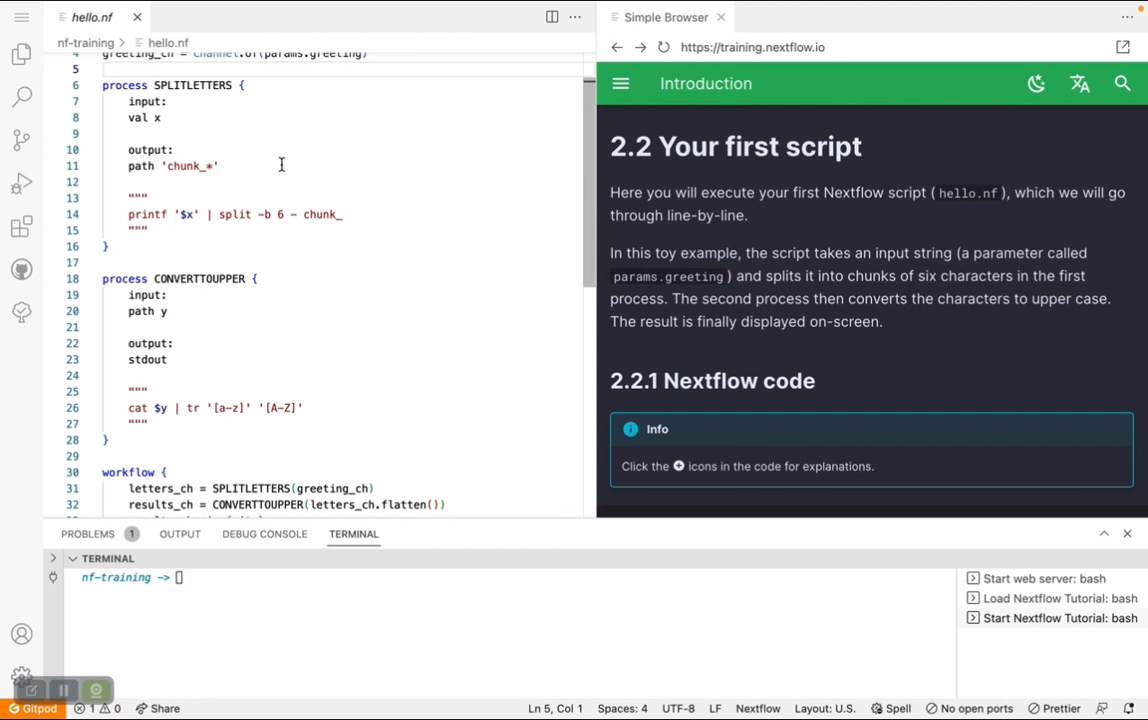 hello.nf
Simple Browser
nf-training > hello.nf
https://training.nextflow.io
4 greeting_ch = Channel.of(params.greeting)
5
6 process SPLITLETTERS {
7 input:
8 val x
9
10 output:
11 path 'chunk_*'
12
13 """
14 printf '$x' | split -b 6 - chunk_
15 """
16 }
17
18 process CONVERTTOUPPER {
19 input:
20 path y
21
22 output:
23 stdout
24
25 """
26 cat $y | tr '[a-z]' '[A-Z]'
27 """
28 }
29
30 workflow {
31 letters_ch = SPLITLETTERS(greeting_ch)
32 results_ch = CONVERTTOUPPER(letters_ch.flatten())
Introduction
2.2 Your first script
Here you will execute your first Nextflow script (hello.nf), which we will go
through line-by-line.
In this toy example, the script takes an input string (a parameter called
params.greeting) and splits it into chunks of six characters in the first
process. The second process then converts the characters to upper case.
The result is finally displayed on-screen.
2.2.1 Nextflow code
Info
Click the icons in the code for explanations.
PROBLEMS 1 OUTPUT DEBUG CONSOLE TERMINAL
TERMINAL
nf-training ->
Start web server: bash
Load Nextflow Tutorial: bash
Start Nextflow Tutorial: bash
Gitpod 1 0 Share Ln 5, Col 1 Spaces: 4 UTF-8 LF Nextflow Layout: U.S. Spell No open ports Prettier